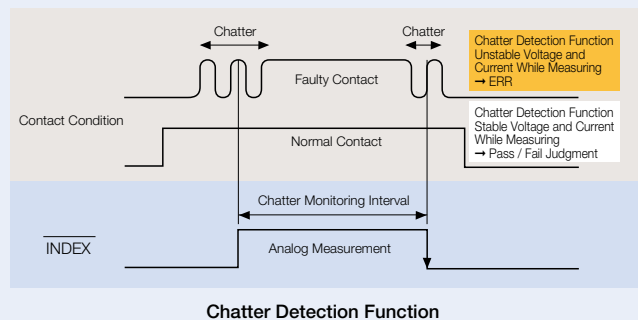 Chatter
Chatter
Chatter Detection Function
Unstable Voltage and
Current While Measuring
→ ERR
Faulty Contact
Contact Condition
Chatter Detection Function
Stable Voltage and Current
While Measuring
→ Pass / Fail Judgment
Normal Contact
Chatter Monitoring Interval
INDEX
Analog Measurement
Chatter Detection Function